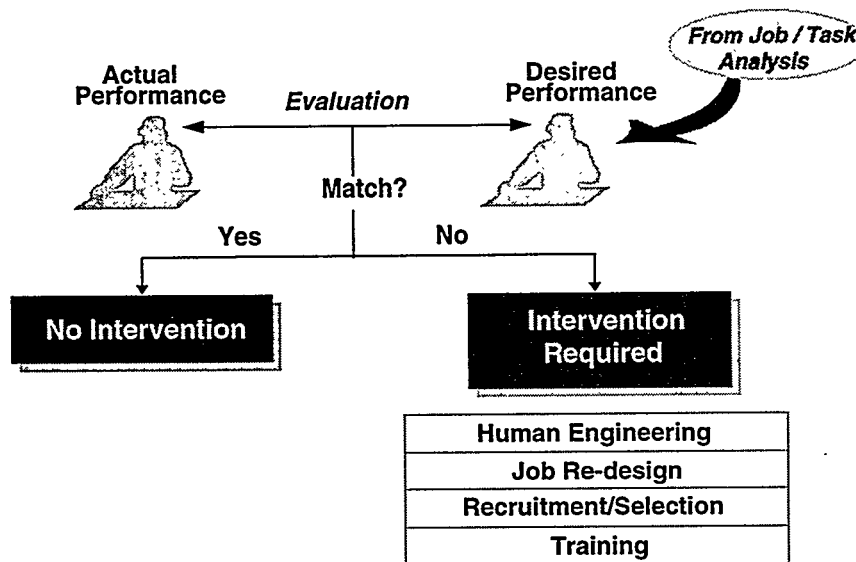 From Job / Task
Analysis
Actual
Performance
Evaluation
Desired
Performance
Match?
Yes
No
No Intervention
Intervention
Required
Human Engineering
Job Re-design
Recruitment/Selection
Training